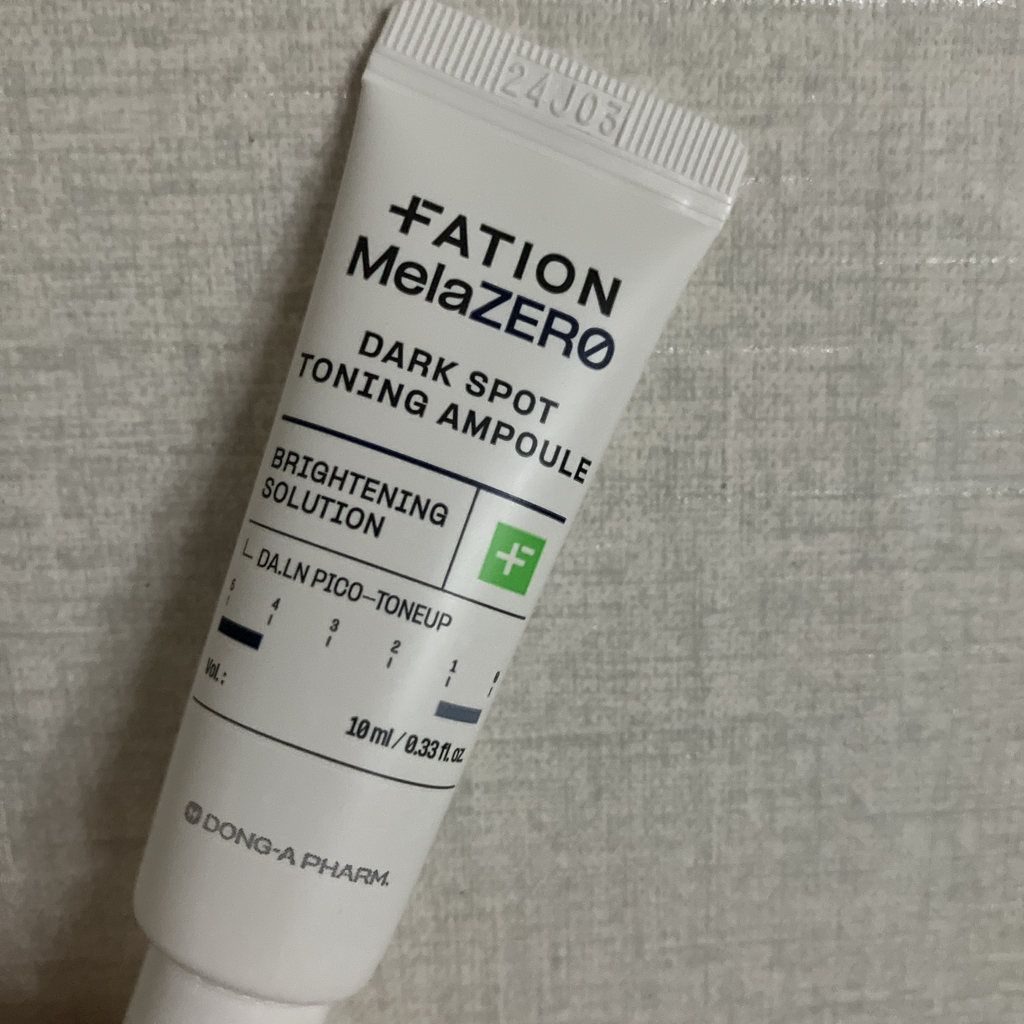 24J03
FATION
MelaZERO
DARK SPOT
TONING AMPOULE
BRIGHTENING
SOLUTION
DA.LN PICO-TONEUP
5 4 3 2 1 0
Vol.:
10 ml / 0.33 fl. oz.
DONG-A PHARM.